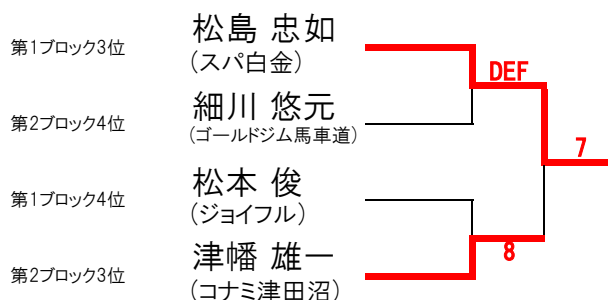 第1ブロック3位
松島 忠如
(スパ白金)
DEF
第2ブロック4位
細川 悠元
(ゴールドジム馬車道)
7
第1ブロック4位
松本 俊
(ジョイフル)
8
第2ブロック3位
津幡 雄一
(コナミ津田沼)